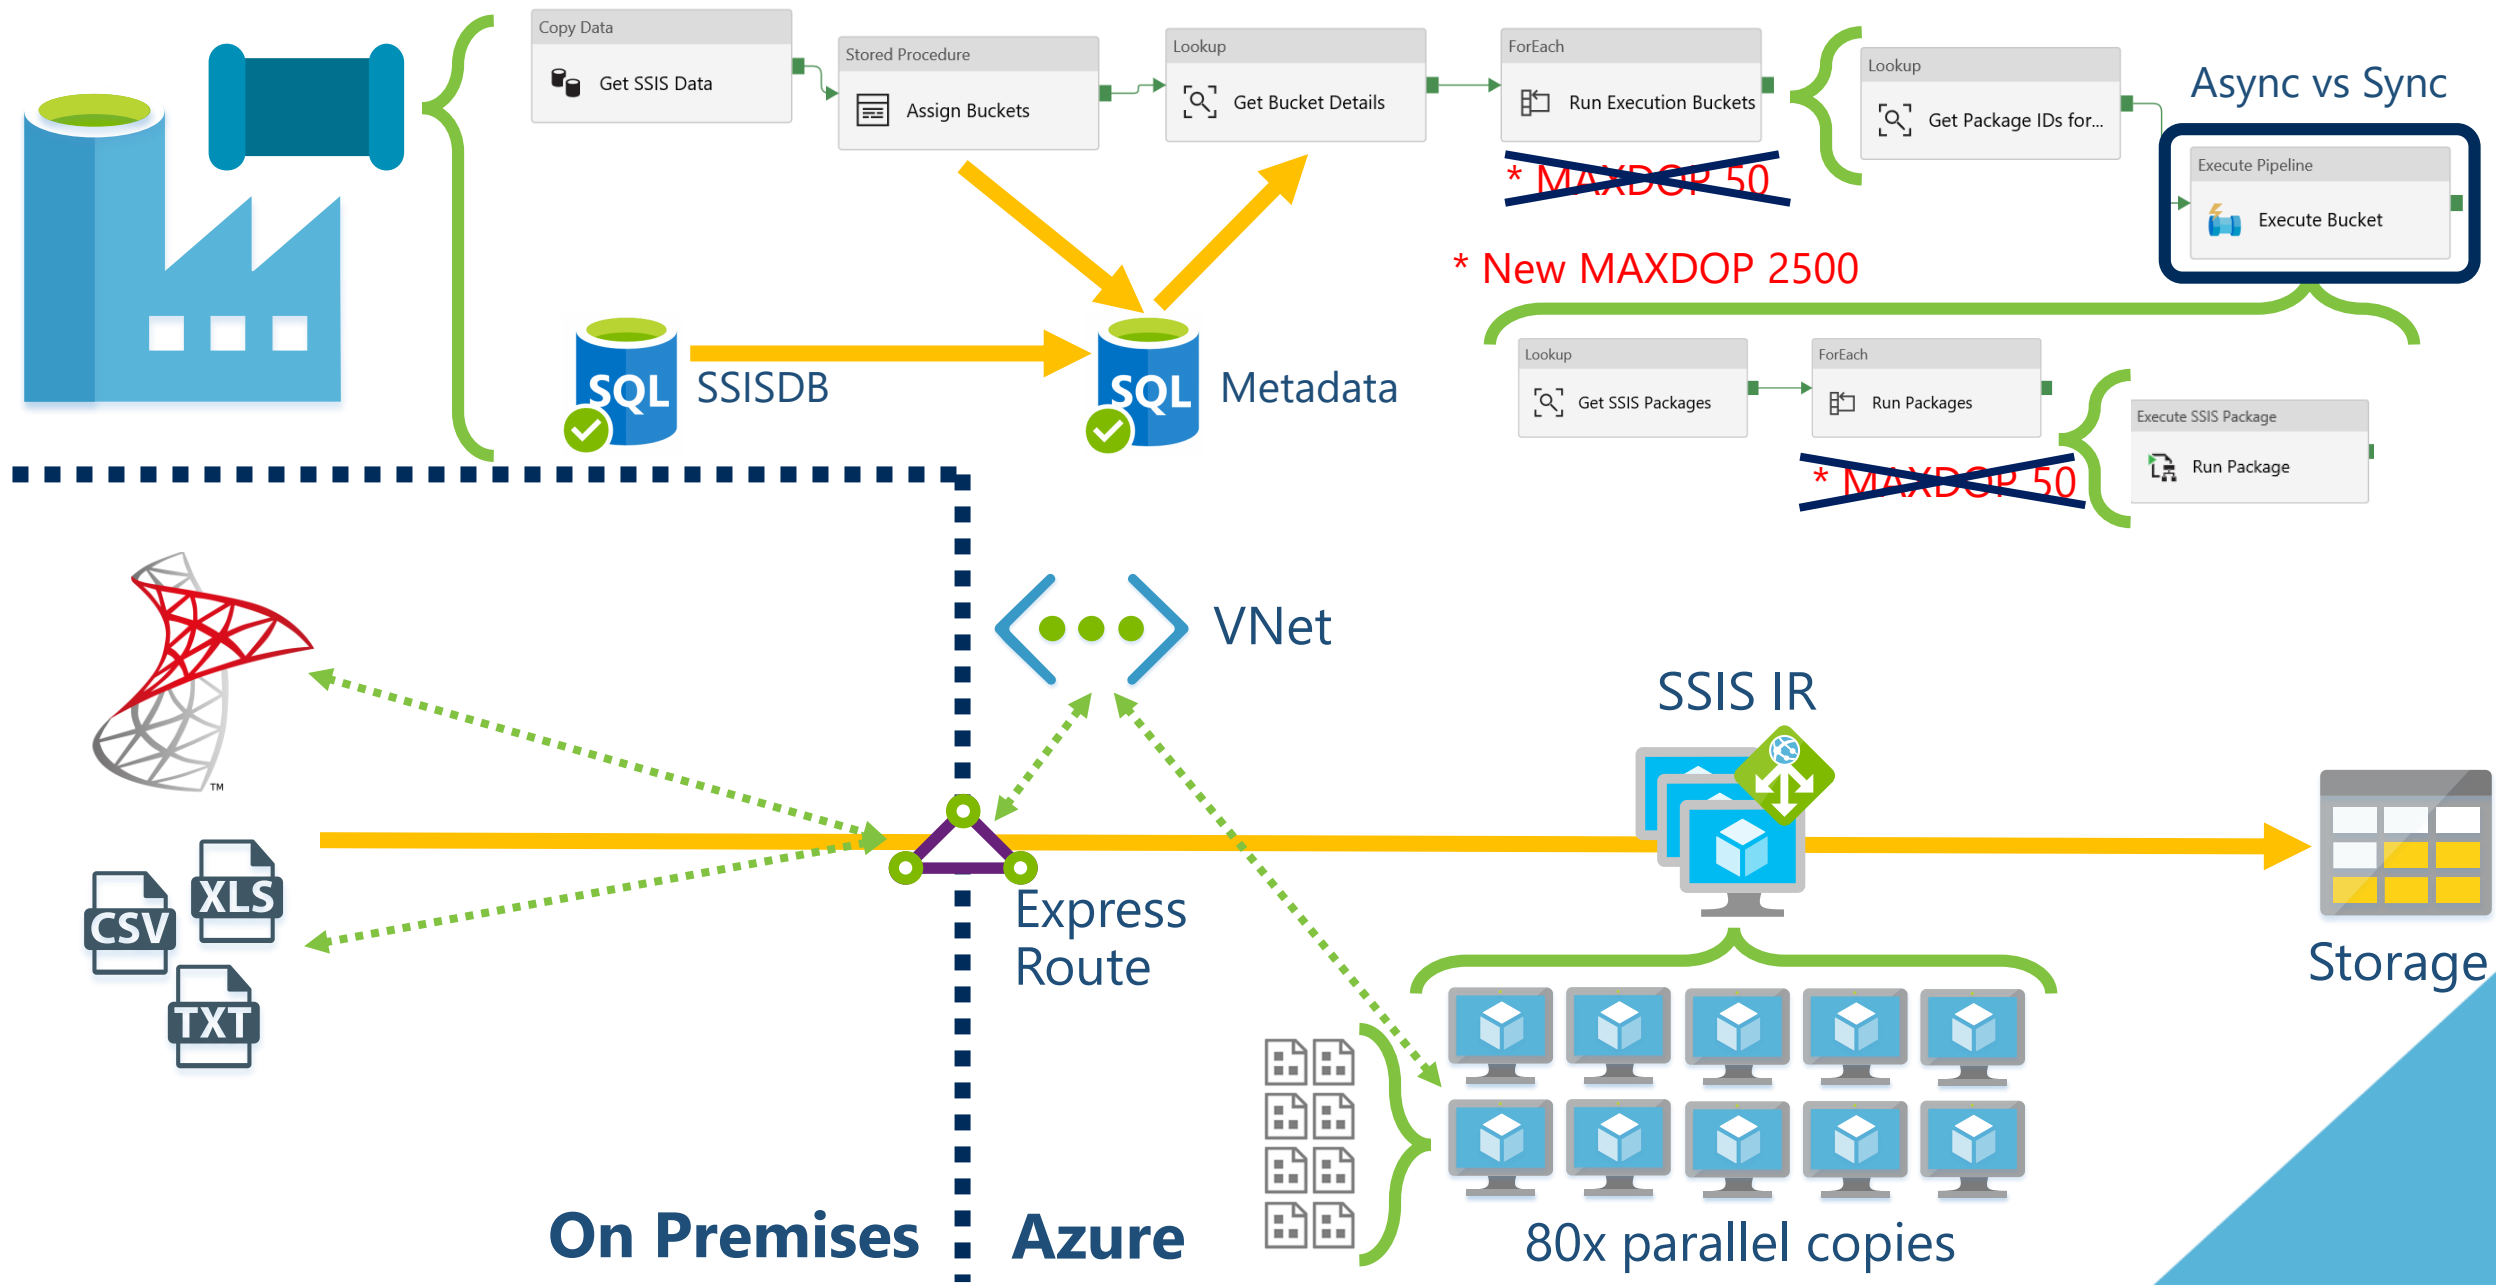 Copy Data
Get SSIS Data
Stored Procedure
Assign Buckets
Lookup
Get Bucket Details
ForEach
Run Execution Buckets
* MAXDOP 50
Lookup
Get Package IDs for...
Async vs Sync
Execute Pipeline
Execute Bucket
* New MAXDOP 2500
Lookup
Get SSIS Packages
ForEach
Run Packages
* MAXDOP 50
Execute SSIS Package
Run Package
SQL
SSISDB
SQL
Metadata
TM
VNet
SSIS IR
CSV
XLS
TXT
Express
Route
Storage
80x parallel copies
On Premises
Azure